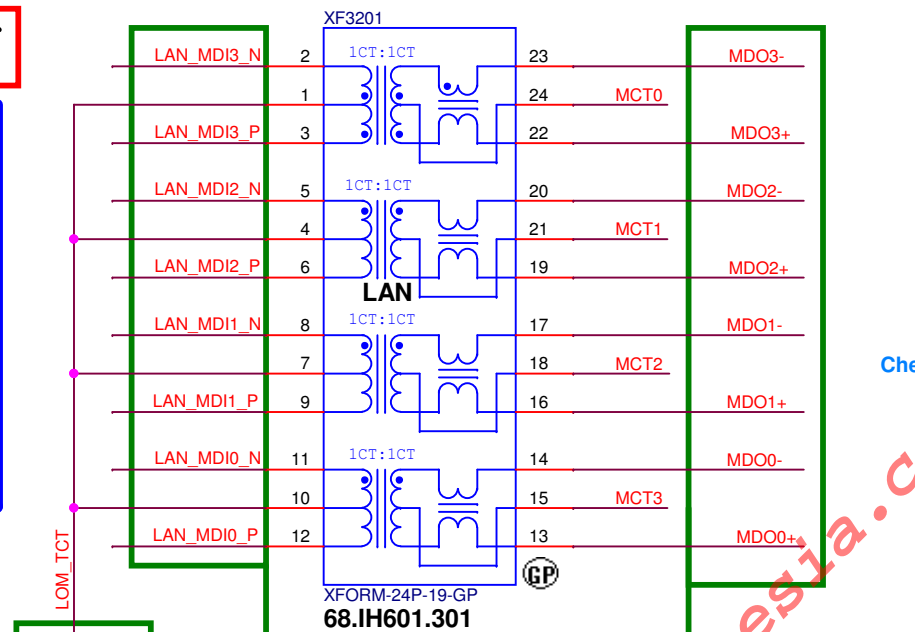 XF3201
LAN_MDI3_N 2 1CT:1CT 23 MDO3-
1 24 MCT0
LAN_MDI3_P 3 22 MDO3+
LAN_MDI2_N 5 1CT:1CT 20 MDO2-
4 21 MCT1
LAN_MDI2_P 6 19 MDO2+
LAN
LAN_MDI1_N 8 1CT:1CT 17 MDO1-
7 18 MCT2
Che
LAN_MDI1_P 9 16 MDO1+
LAN_MDI0_N 11 1CT:1CT 14 MDO0-
10 15 MCT3
LAN_MDI0_P 12 13 MDO0+
LOM_TCT
GP
XFORM-24P-19-GP
68.IH601.301
esia.c